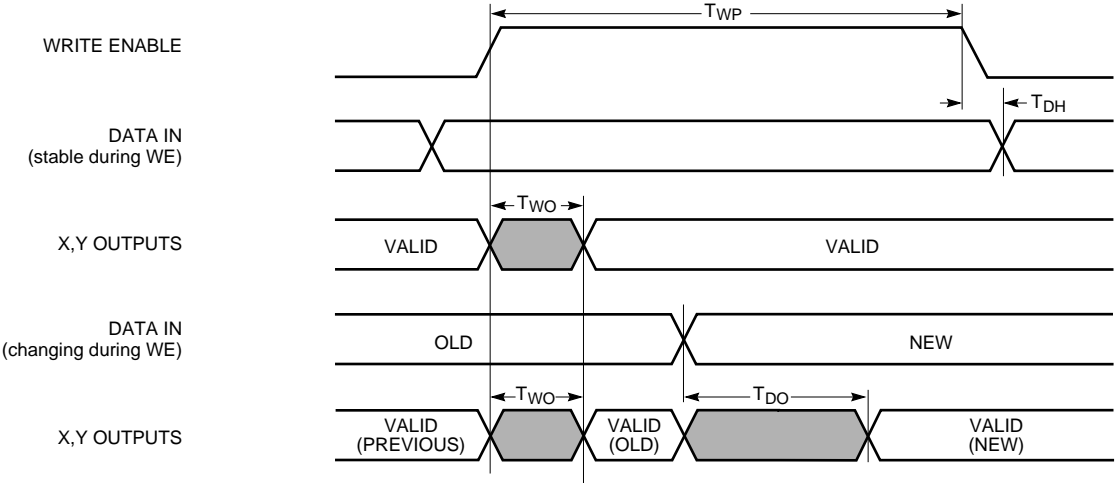 TWP
WRITE ENABLE
TDH
DATA IN
(stable during WE)
TWO
X,Y OUTPUTS
VALID
VALID
DATA IN
(changing during WE)
OLD
NEW
TWO
TDO
X,Y OUTPUTS
VALID
(PREVIOUS)
VALID
(OLD)
VALID
(NEW)